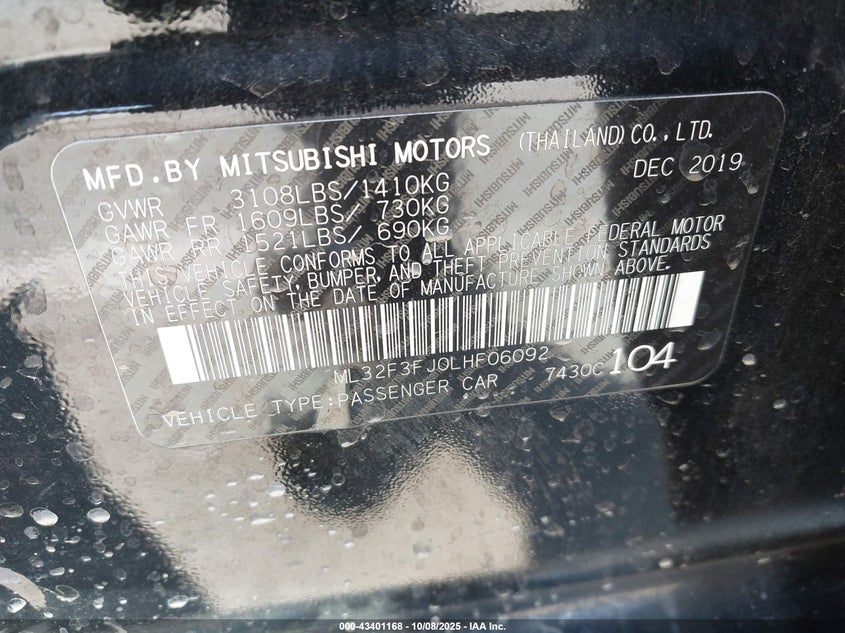 MFD.BY MITSUBISHI MOTORS (THAILAND) CO., LTD.
DEC 2019
GVWR 3108LBS/1410KG
GAWR FR 1609LBS/ 730KG
GAWR RR 1521LBS/ 690KG
THIS VEHICLE CONFORMS TO ALL APPLICABLE FEDERAL MOTOR
VEHICLE SAFETY, BUMPER, AND THEFT PREVENTION STANDARDS
IN EFFECT ON THE DATE OF MANUFACTURE SHOWN ABOVE.
ML32F3FJ0LHF06092
7430C 104
VEHICLE TYPE:PASSENGER CAR
000-43401168 - 10/08/2025 - IAA Inc.